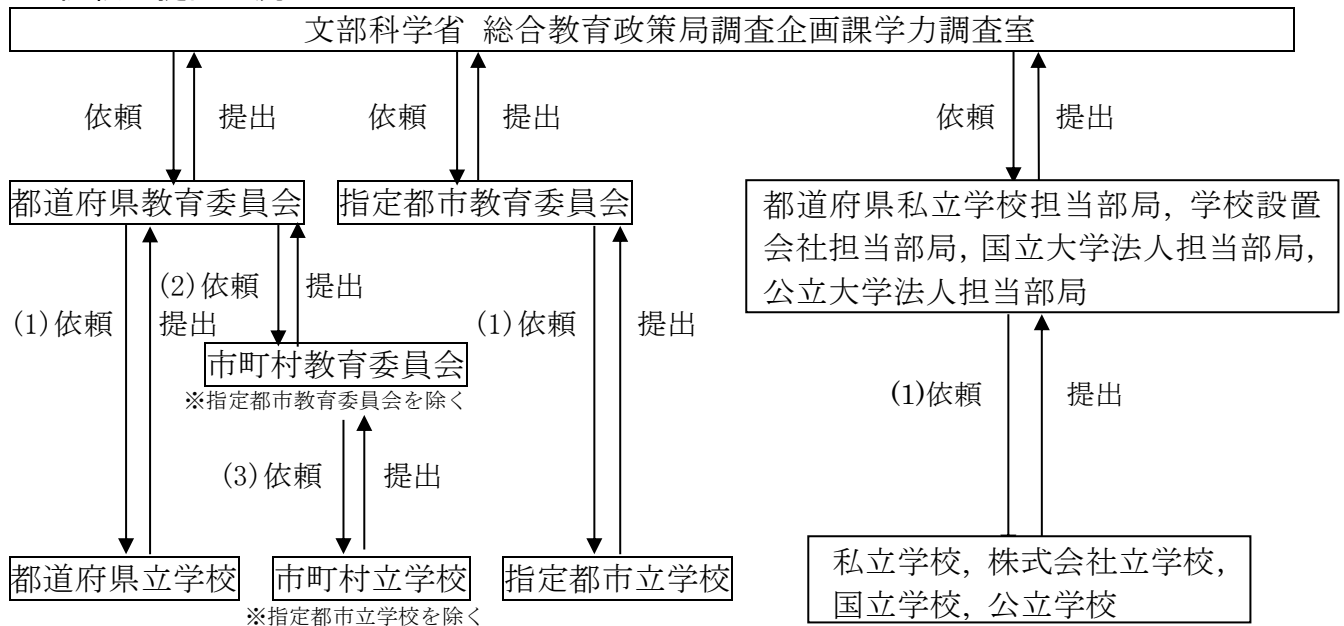 文部科学省 総合教育政策局調査企画課学力調査室
依頼 提出 依頼 提出 依頼 提出
都道府県教育委員会 指定都市教育委員会
都道府県私立学校担当部局, 学校設置
会社担当部局, 国立大学法人担当部局,
公立大学法人担当部局
(2)依頼 提出
(1)依頼 提出 (1)依頼 提出
市町村教育委員会
※指定都市教育委員会を除く
(1)依頼 提出
(3)依頼 提出
都道府県立学校 市町村立学校 指定都市立学校
※指定都市立学校を除く
私立学校, 株式会社立学校,
国立学校, 公立学校